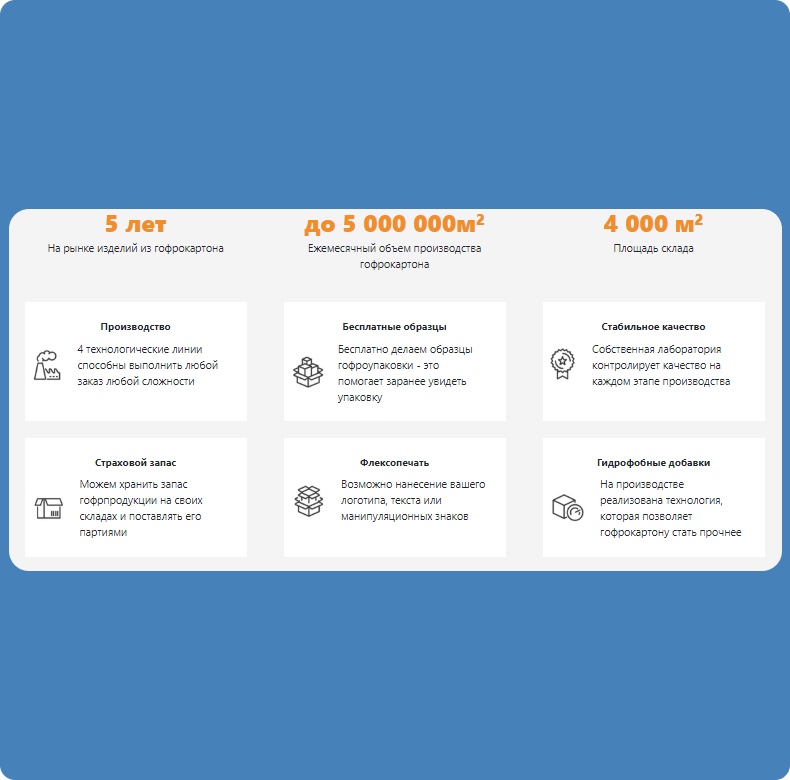 5 лет
На рынке изделий из гофрокартона
до 5 000 000м²
Ежемесячный объем производства
гофрокартона
4 000 м²
Площадь склада
Производство
4 технологические линии
способны выполнить любой
заказ любой сложности
Бесплатные образцы
Бесплатно делаем образцы
гофроупаковки - это
помогает заранее увидеть
упаковку
Стабильное качество
Собственная лаборатория
контролирует качество на
каждом этапе производства
Страховой запас
Можем хранить запас
гофрпродукции на своих
складах и поставлять его
партиями
Флексопечать
Возможно нанесение вашего
логотипа, текста или
манипуляционных знаков
Гидрофобные добавки
На производстве
реализована технология,
которая позволяет
гофрокартону стать прочнее